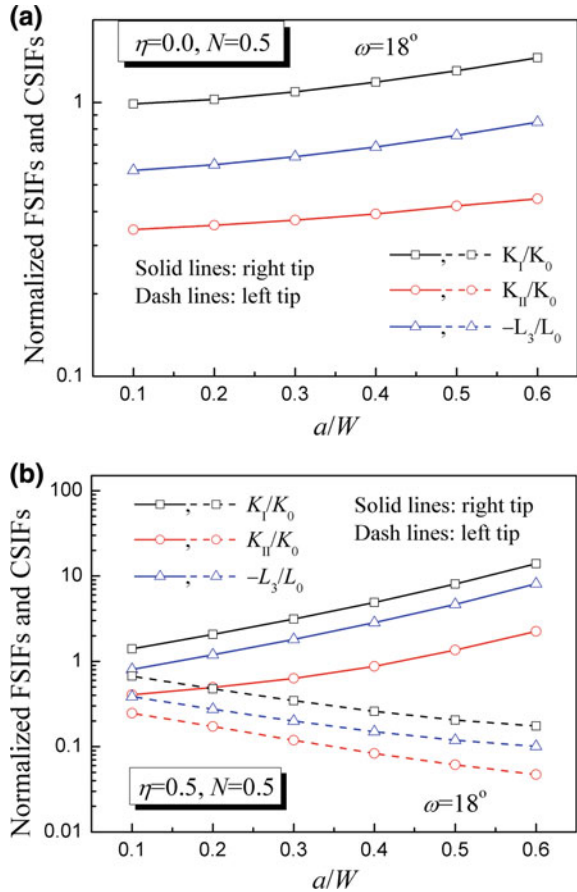 (a)
η=0.0, N=0.5
ω=18°
Normalized FSIFs and CSIFs
1
0.1
Solid lines: right tip
Dash lines: left tip
, K_I/K_0
, K_II/K_0
, −L_3/L_0
0.1 0.2 0.3 0.4 0.5 0.6
a/W
(b)
Normalized FSIFs and CSIFs
100
10
1
0.1
0.01
, K_I/K_0
, K_II/K_0
, −L_3/L_0
Solid lines: right tip
Dash lines: left tip
η=0.5, N=0.5
ω=18°
0.1 0.2 0.3 0.4 0.5 0.6
a/W